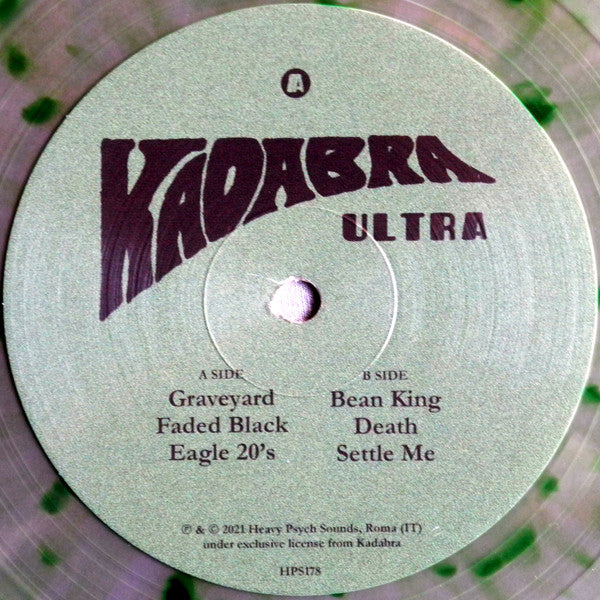 A
KADABRA
ULTRA
A SIDE
Graveyard
Faded Black
Eagle 20's
B SIDE
Bean King
Death
Settle Me
℗ & © 2021 Heavy Psych Sounds, Roma (IT)
under exclusive license from Kadabra
HPS178